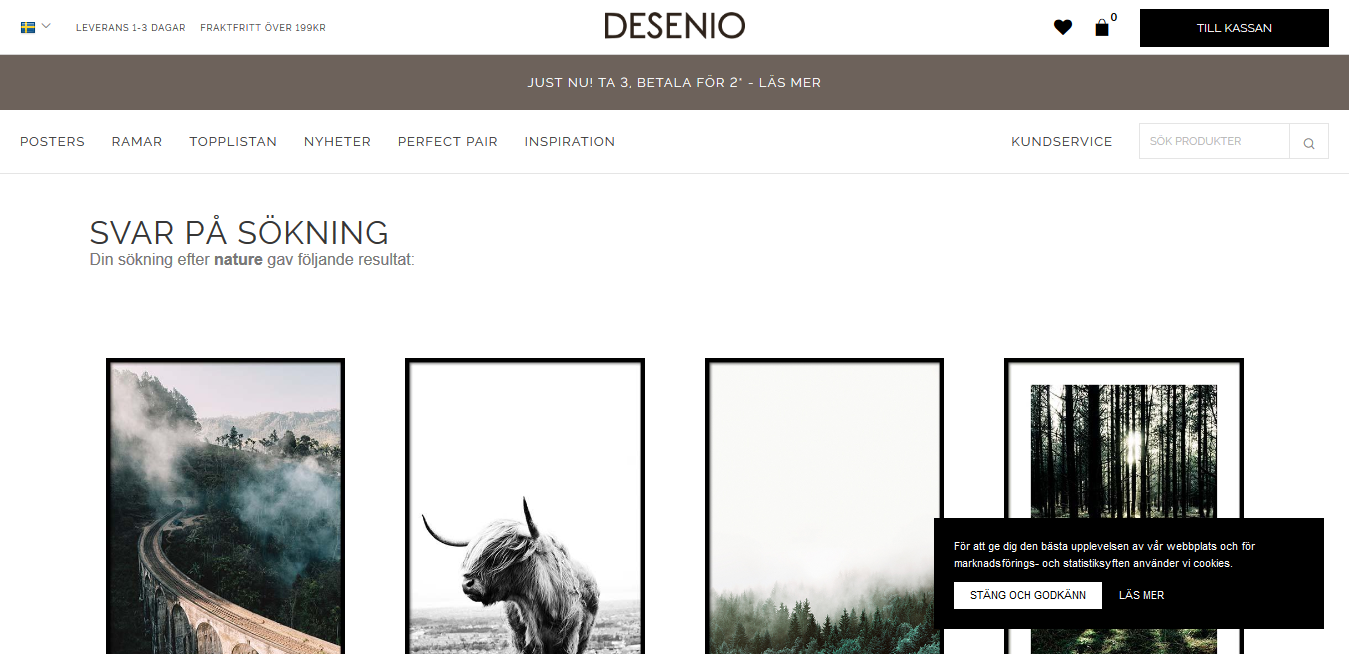 LEVERANS 1-3 DAGAR FRAKTFRITT ÖVER 199KR
DESENIO
0
TILL KASSAN
JUST NU! TA 3, BETALA FÖR 2* - LÄS MER
POSTERS RAMAR TOPPLISTAN NYHETER PERFECT PAIR INSPIRATION
KUNDSERVICE
SÖK PRODUKTER
SVAR PÅ SÖKNING
Din sökning efter nature gav följande resultat:
För att ge dig den bästa upplevelsen av vår webbplats och för
marknadsförings- och statistiksyften använder vi cookies.
STÄNG OCH GODKÄNN LÄS MER